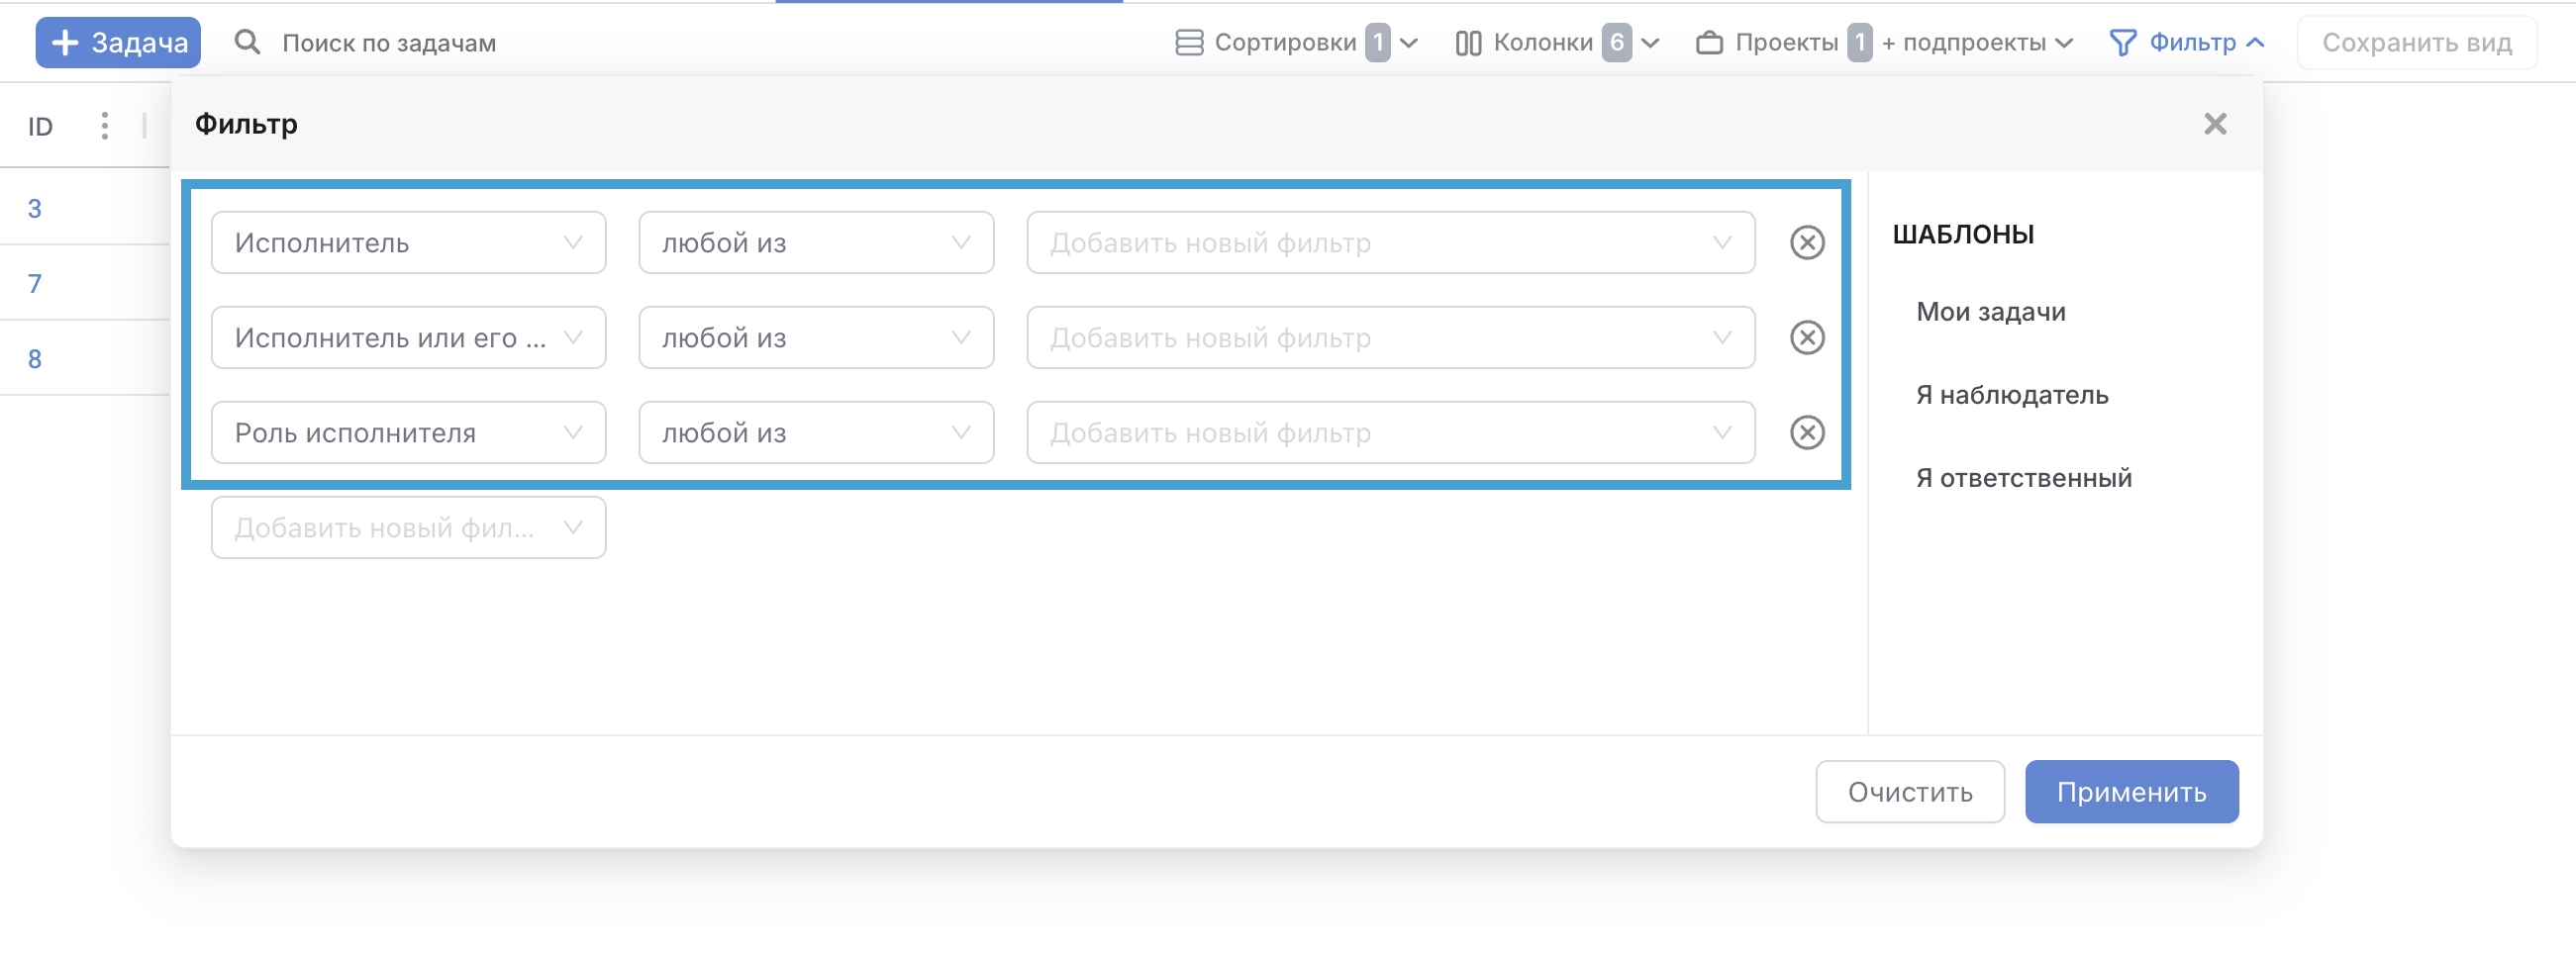 Задача
Поиск по задачам
Сортировки 1
Колонки 6
Проекты 1 + подпроекты
Фильтр
Сохранить вид
ID
3
7
8
Фильтр
Исполнитель
любой из
Добавить новый фильтр
Исполнитель или его ...
любой из
Добавить новый фильтр
Роль исполнителя
любой из
Добавить новый фильтр
Добавить новый фил...
ШАБЛОНЫ
Мои задачи
Я наблюдатель
Я ответственный
Очистить
Применить